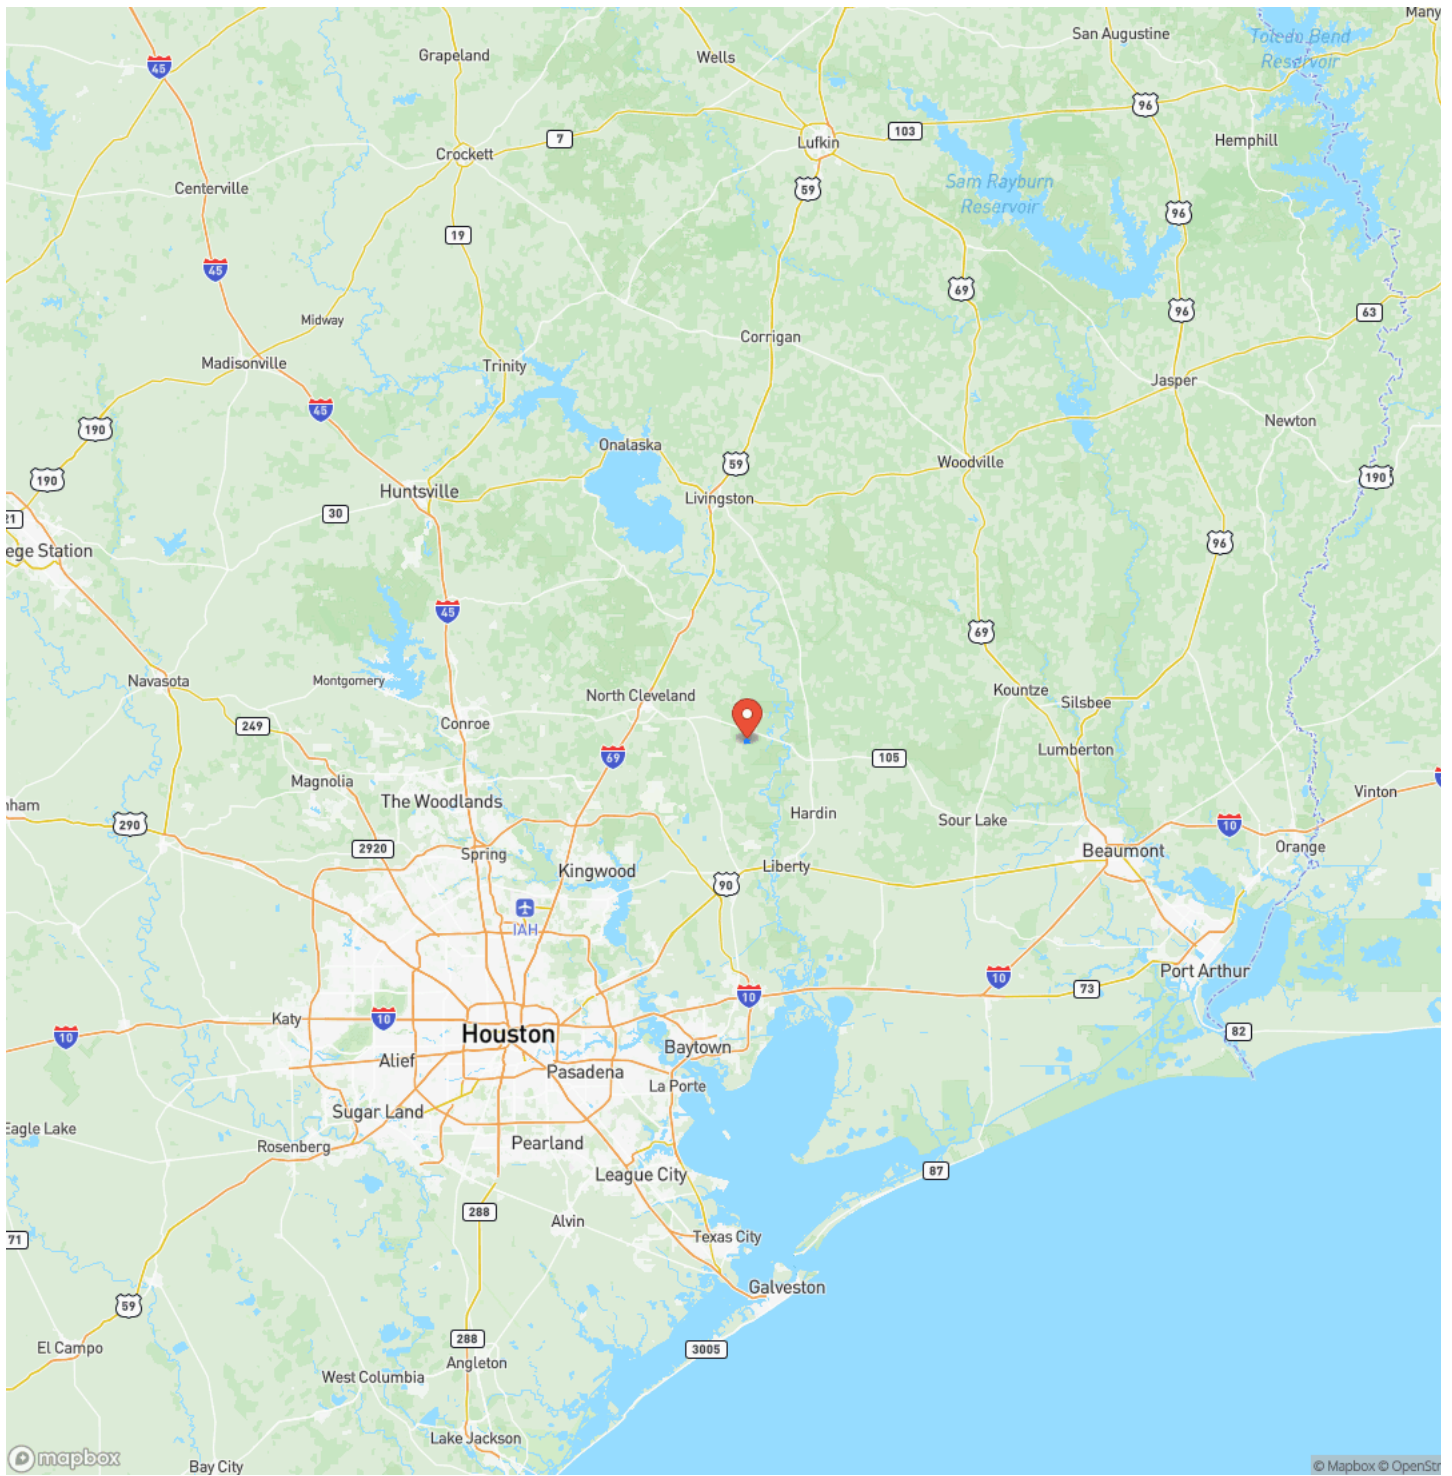 Many
San Augustine
Toledo Bend
Reservoir
Grapeland
Wells
45
96
7
103
Hemphill
Lufkin
Crockett
Centerville
59
Sam Rayburn
Reservoir
96
19
45
69
96
63
Midway
Corrigan
Madisonville
Trinity
Jasper
45
Newton
190
Onalaska
59
Woodville
190
190
Huntsville
Livingston
30
21
96
ege Station
45
69
Navasota
Montgomery
North Cleveland
Kountze
Silsbee
249
Conroe
69
105
Lumberton
Magnolia
The Woodlands
Vinton
nham
Hardin
Sour Lake
290
10
2920
Spring
Beaumont
Orange
Kingwood
Liberty
90
IAH
Port Arthur
10
73
10
Katy
10
10
82
Houston
Baytown
Alief
Pasadena
La Porte
Sugar Land
Eagle Lake
Pearland
Rosenberg
League City
87
288
Alvin
71
Texas City
Galveston
59
288
3005
El Campo
Angleton
West Columbia
Lake Jackson
Bay City
mapbox
© Mapbox © OpenStr